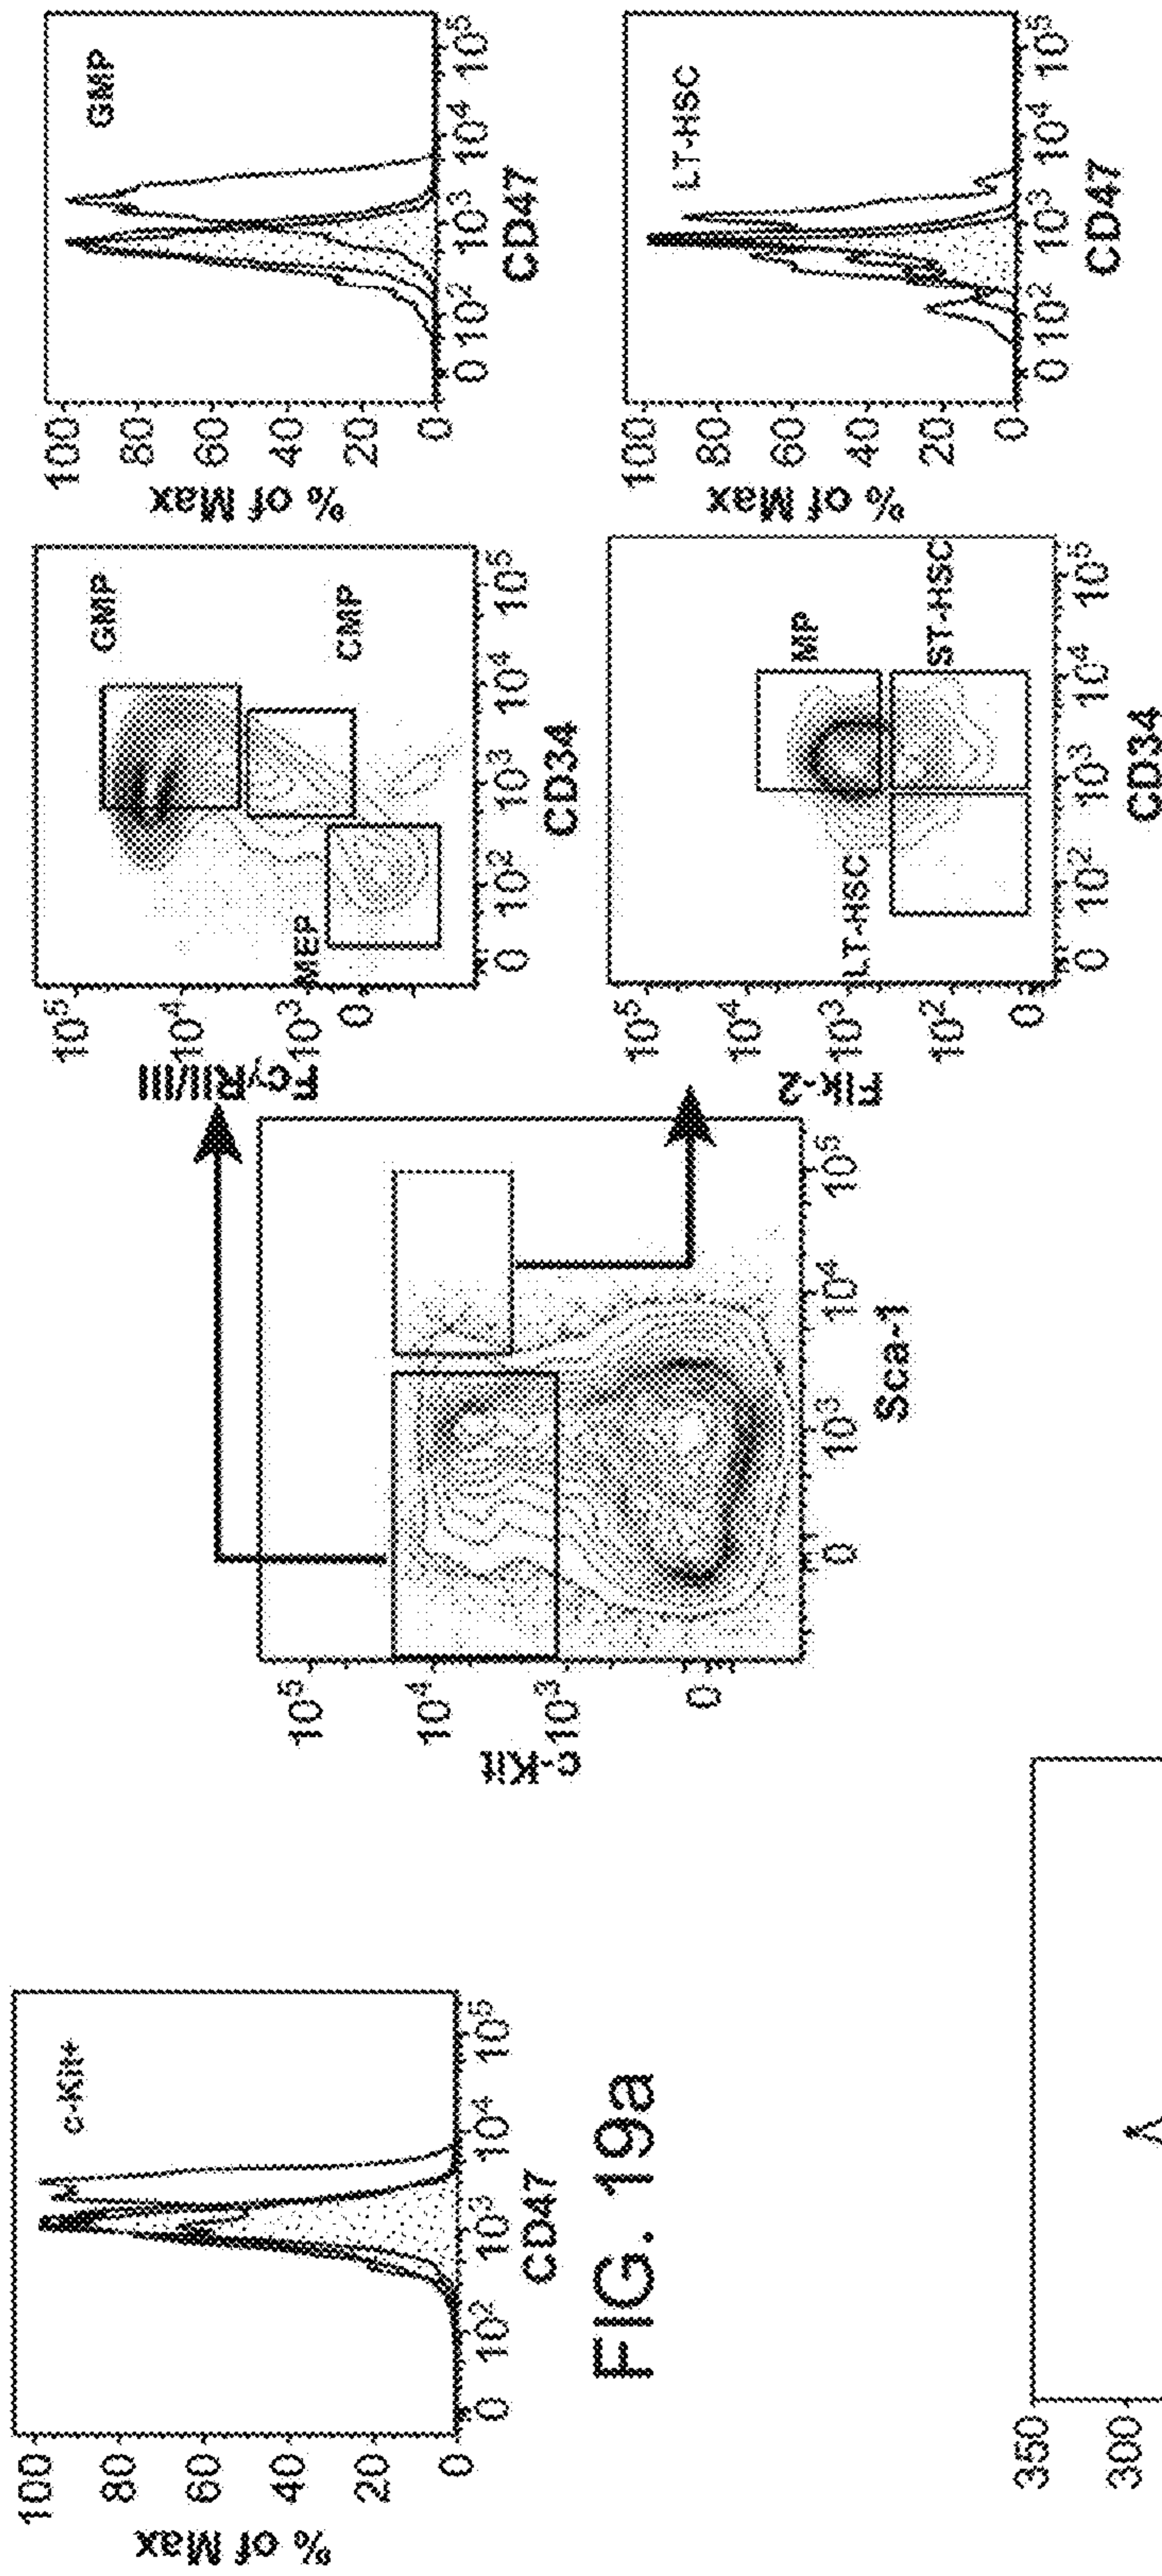 % of Max
100
80
60
40
20
0
c-Kit+
0 10² 10³ 10⁴ 10⁵
CD47
FIG. 19a
c-Kit
10⁵
10⁴
10³
0
0 10³ 10⁴ 10⁵
Sca-1
FcγRII/III
10⁵
10⁴
10³
0
GMP
CMP
MEP
0 10² 10³ 10⁴ 10⁵
CD34
% of Max
100
80
60
40
20
0
GMP
0 10² 10³ 10⁴ 10⁵
CD47
Flk-2
10⁵
10⁴
10³
10²
0
MP
LT-HSC
ST-HSC
0 10² 10³ 10⁴ 10⁵
CD34
% of Max
100
80
60
40
20
0
LT-HSC
0 10² 10³ 10⁴ 10⁵
CD47
350
300